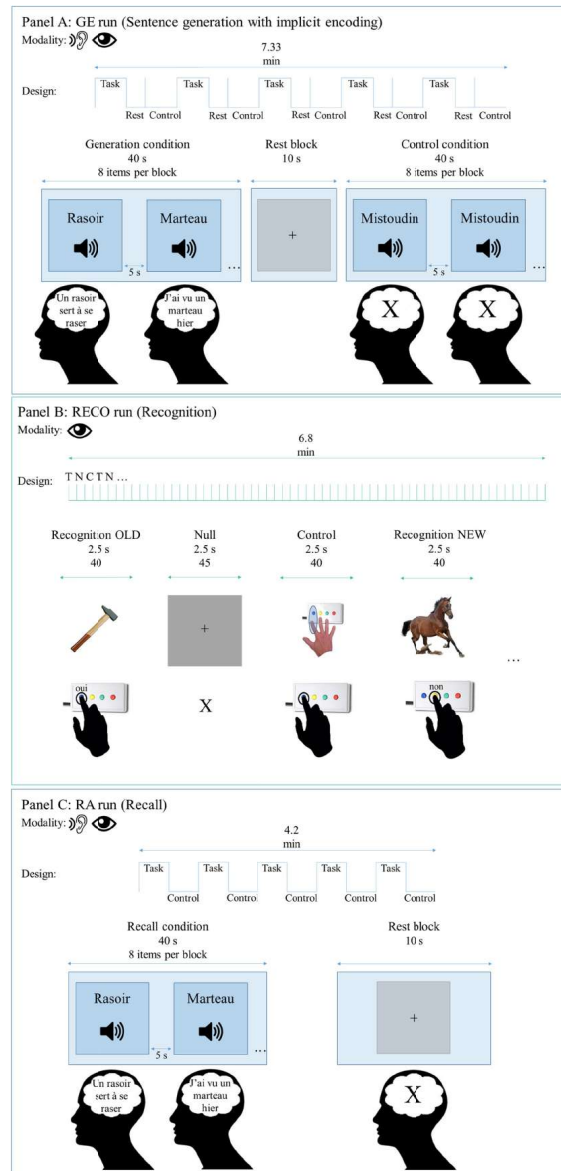 Panel A: GE run (Sentence generation with implicit encoding)
Modality:
7.33
min
Design:
Task Task Task Task Task
Rest Control Rest Control Rest Control Rest Control Rest Control
Generation condition
40 s
8 items per block
Rest block
10 s
Control condition
40 s
8 items per block
Rasoir
Marteau
5 s
...
+
Mistoudin
Mistoudin
5 s
...
Un rasoir
sert à se
raser
J'ai vu un
marteau
hier
X
X
Panel B: RECO run (Recognition)
Modality:
6.8
min
Design:
T N C T N ...
Recognition OLD
2.5 s
40
Null
2.5 s
45
Control
2.5 s
40
Recognition NEW
2.5 s
40
+
...
oui
X
non
Panel C: RA run (Recall)
Modality:
4.2
min
Design:
Task Task Task Task Task
Control Control Control Control Control
Recall condition
40 s
8 items per block
Rest block
10 s
Rasoir
Marteau
5 s
...
+
Un rasoir
sert à se
raser
J'ai vu un
marteau
hier
X